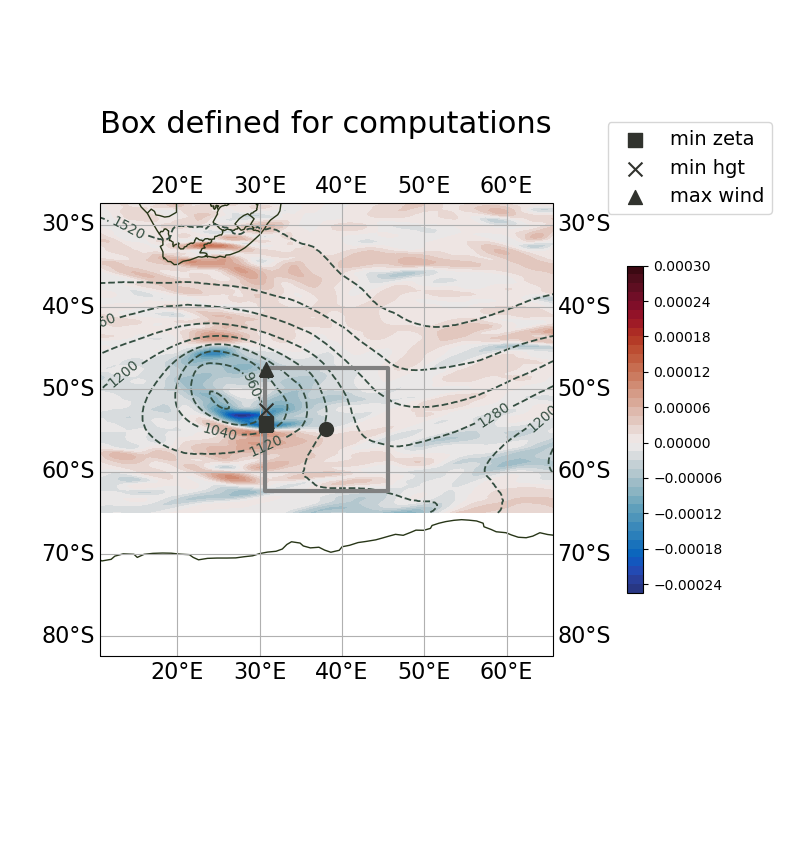 Box defined for computations
min zeta
min hgt
max wind
20°E 30°E 40°E 50°E 60°E
30°S 30°S
40°S 40°S
50°S 50°S
60°S 60°S
70°S 70°S
80°S 80°S
20°E 30°E 40°E 50°E 60°E
1520
1200
960
1040
1120
1280
1200
0.00030
0.00024
0.00018
0.00012
0.00006
0.00000
−0.00006
−0.00012
−0.00018
−0.00024